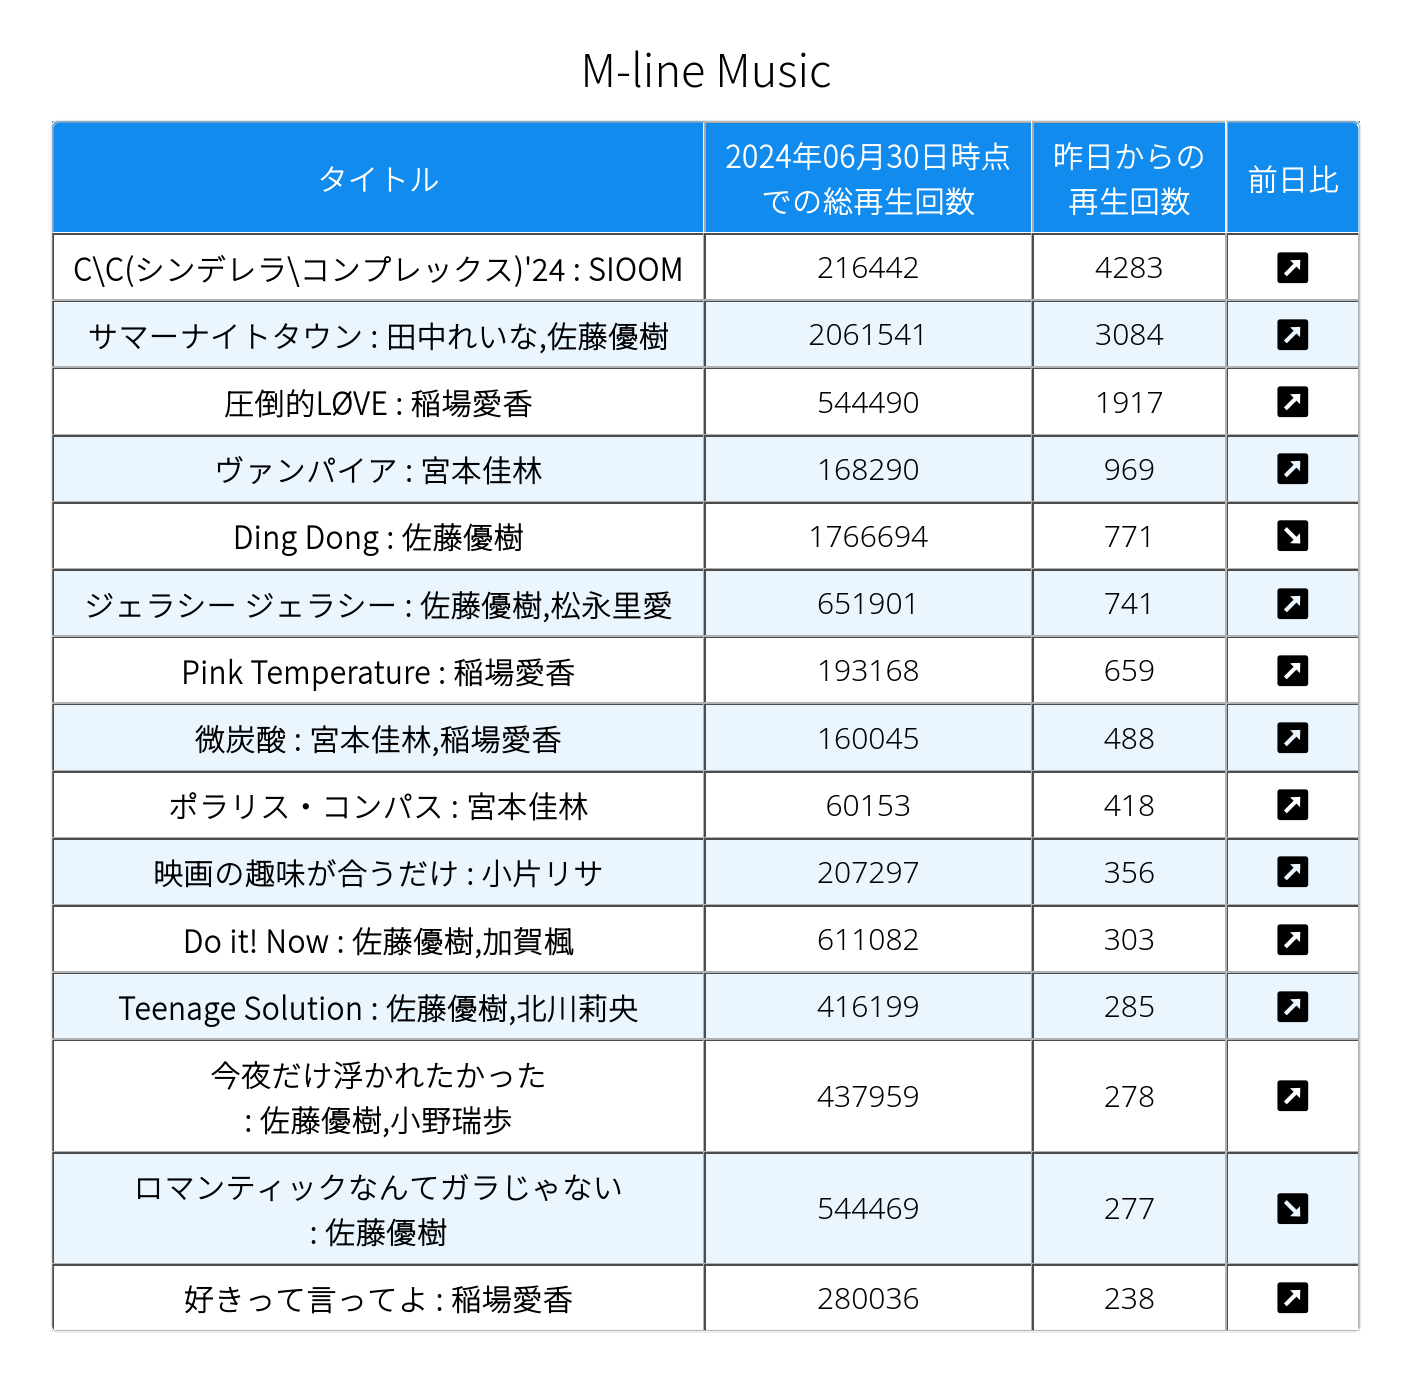 M-line Music
タイトル 2024年06月30日時点 昨日からの 前日比
での総再生回数 再生回数
C\C(シンデレラ\コンプレックス)'24 : SIOOM 216442 4283
サマーナイトタウン : 田中れいな,佐藤優樹 2061541 3084
圧倒的LØVE : 稲場愛香 544490 1917
ヴァンパイア : 宮本佳林 168290 969
Ding Dong : 佐藤優樹 1766694 771
ジェラシー ジェラシー : 佐藤優樹,松永里愛 651901 741
Pink Temperature : 稲場愛香 193168 659
微炭酸 : 宮本佳林,稲場愛香 160045 488
ポラリス・コンパス : 宮本佳林 60153 418
映画の趣味が合うだけ : 小片リサ 207297 356
Do it! Now : 佐藤優樹,加賀楓 611082 303
Teenage Solution : 佐藤優樹,北川莉央 416199 285
今夜だけ浮かれたかった
: 佐藤優樹,小野瑞歩 437959 278
ロマンティックなんてガラじゃない
: 佐藤優樹 544469 277
好きって言ってよ : 稲場愛香 280036 238